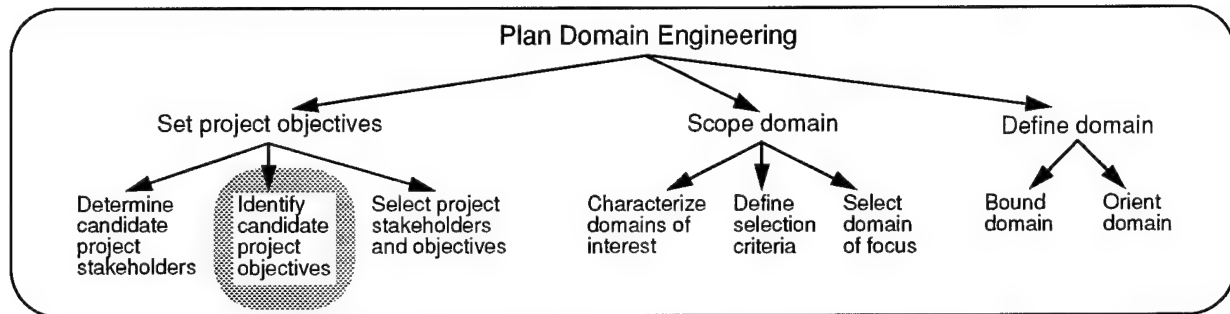 Plan Domain Engineering
Set project objectives
Scope domain
Define domain
Determine
candidate
project
stakeholders
Identify
candidate
project
objectives
Select project
stakeholders
and objectives
Characterize
domains of
interest
Define
selection
criteria
Select
domain
of focus
Bound
domain
Orient
domain